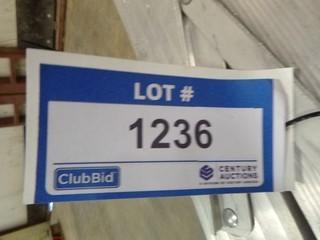 LOT #
1236
ClubBid
CENTURY
AUCTIONS